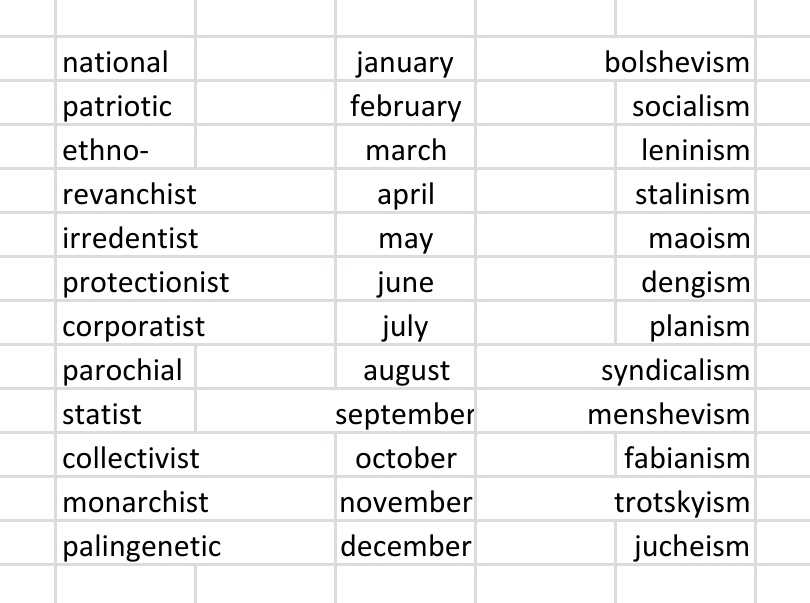 national january bolshevism
patriotic february socialism
ethno- march leninism
revanchist april stalinism
irredentist may maoism
protectionist june dengism
corporatist july planism
parochial august syndicalism
statist september menshevism
collectivist october fabianism
monarchist november trotskyism
palingenetic december jucheism